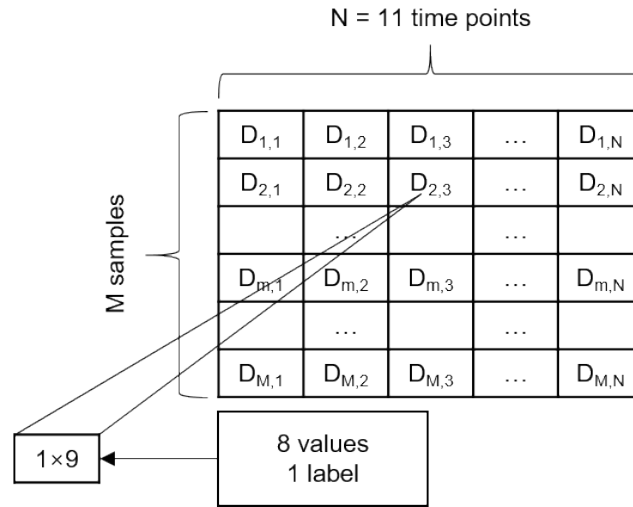 N = 11 time points
M samples
D1,1 D1,2 D1,3 … D1,N
D2,1 D2,2 D2,3 … D2,N
… …
Dm,1 Dm,2 Dm,3 … Dm,N
… …
DM,1 DM,2 DM,3 … DM,N
1×9
8 values
1 label